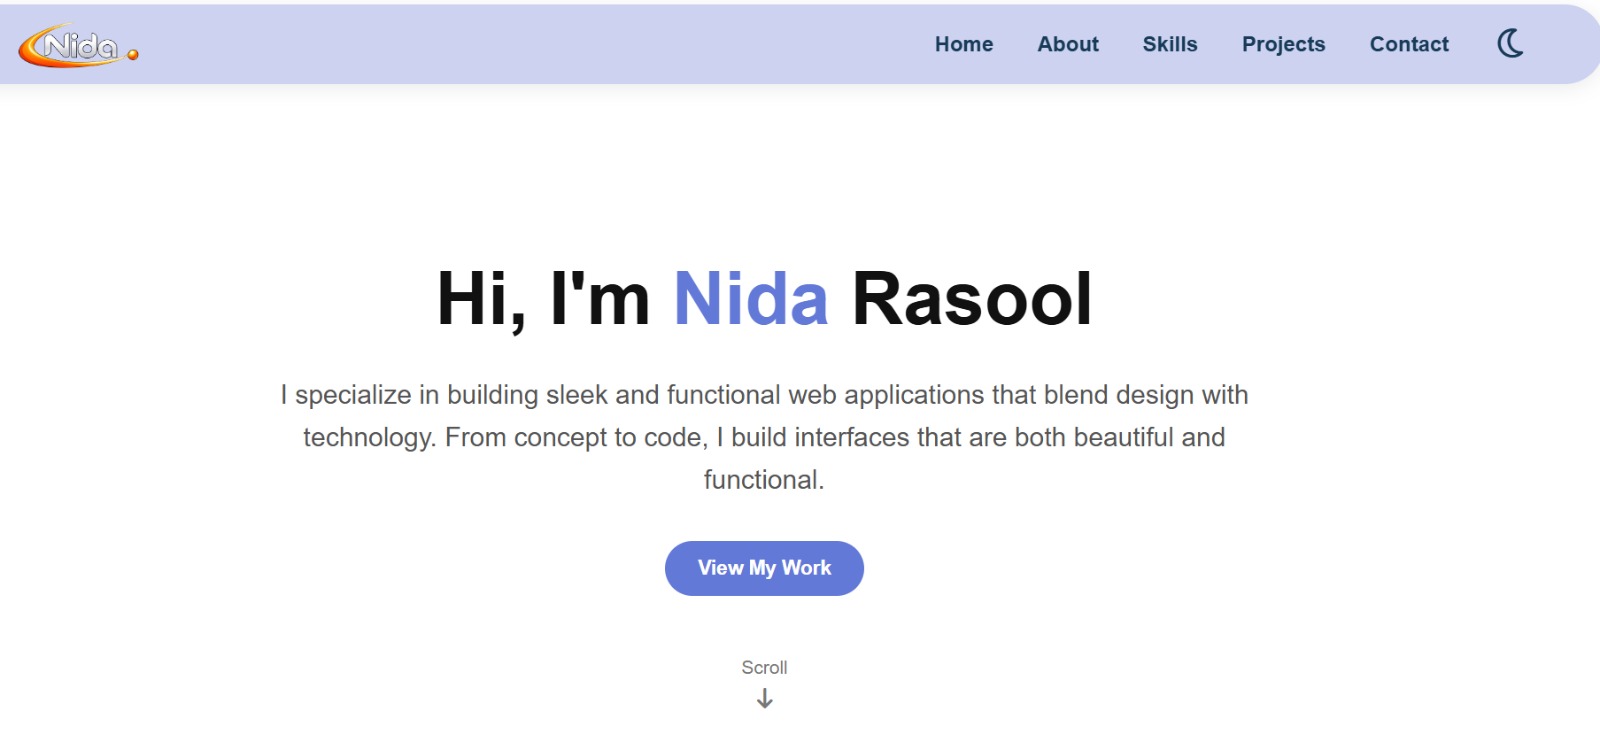 Nida
Home About Skills Projects Contact
Hi, I'm Nida Rasool
I specialize in building sleek and functional web applications that blend design with
technology. From concept to code, I build interfaces that are both beautiful and
functional.
View My Work
Scroll